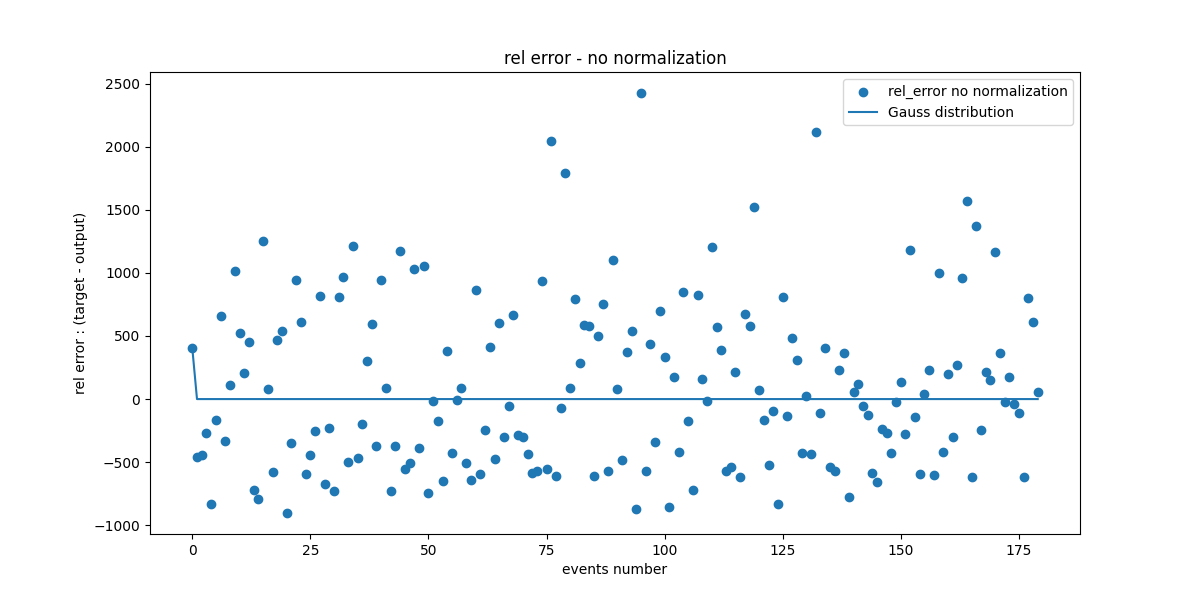 rel error - no normalization
rel error : (target - output)
2500
2000
1500
1000
500
0
−500
−1000
rel_error no normalization
Gauss distribution
0 25 50 75 100 125 150 175
events number